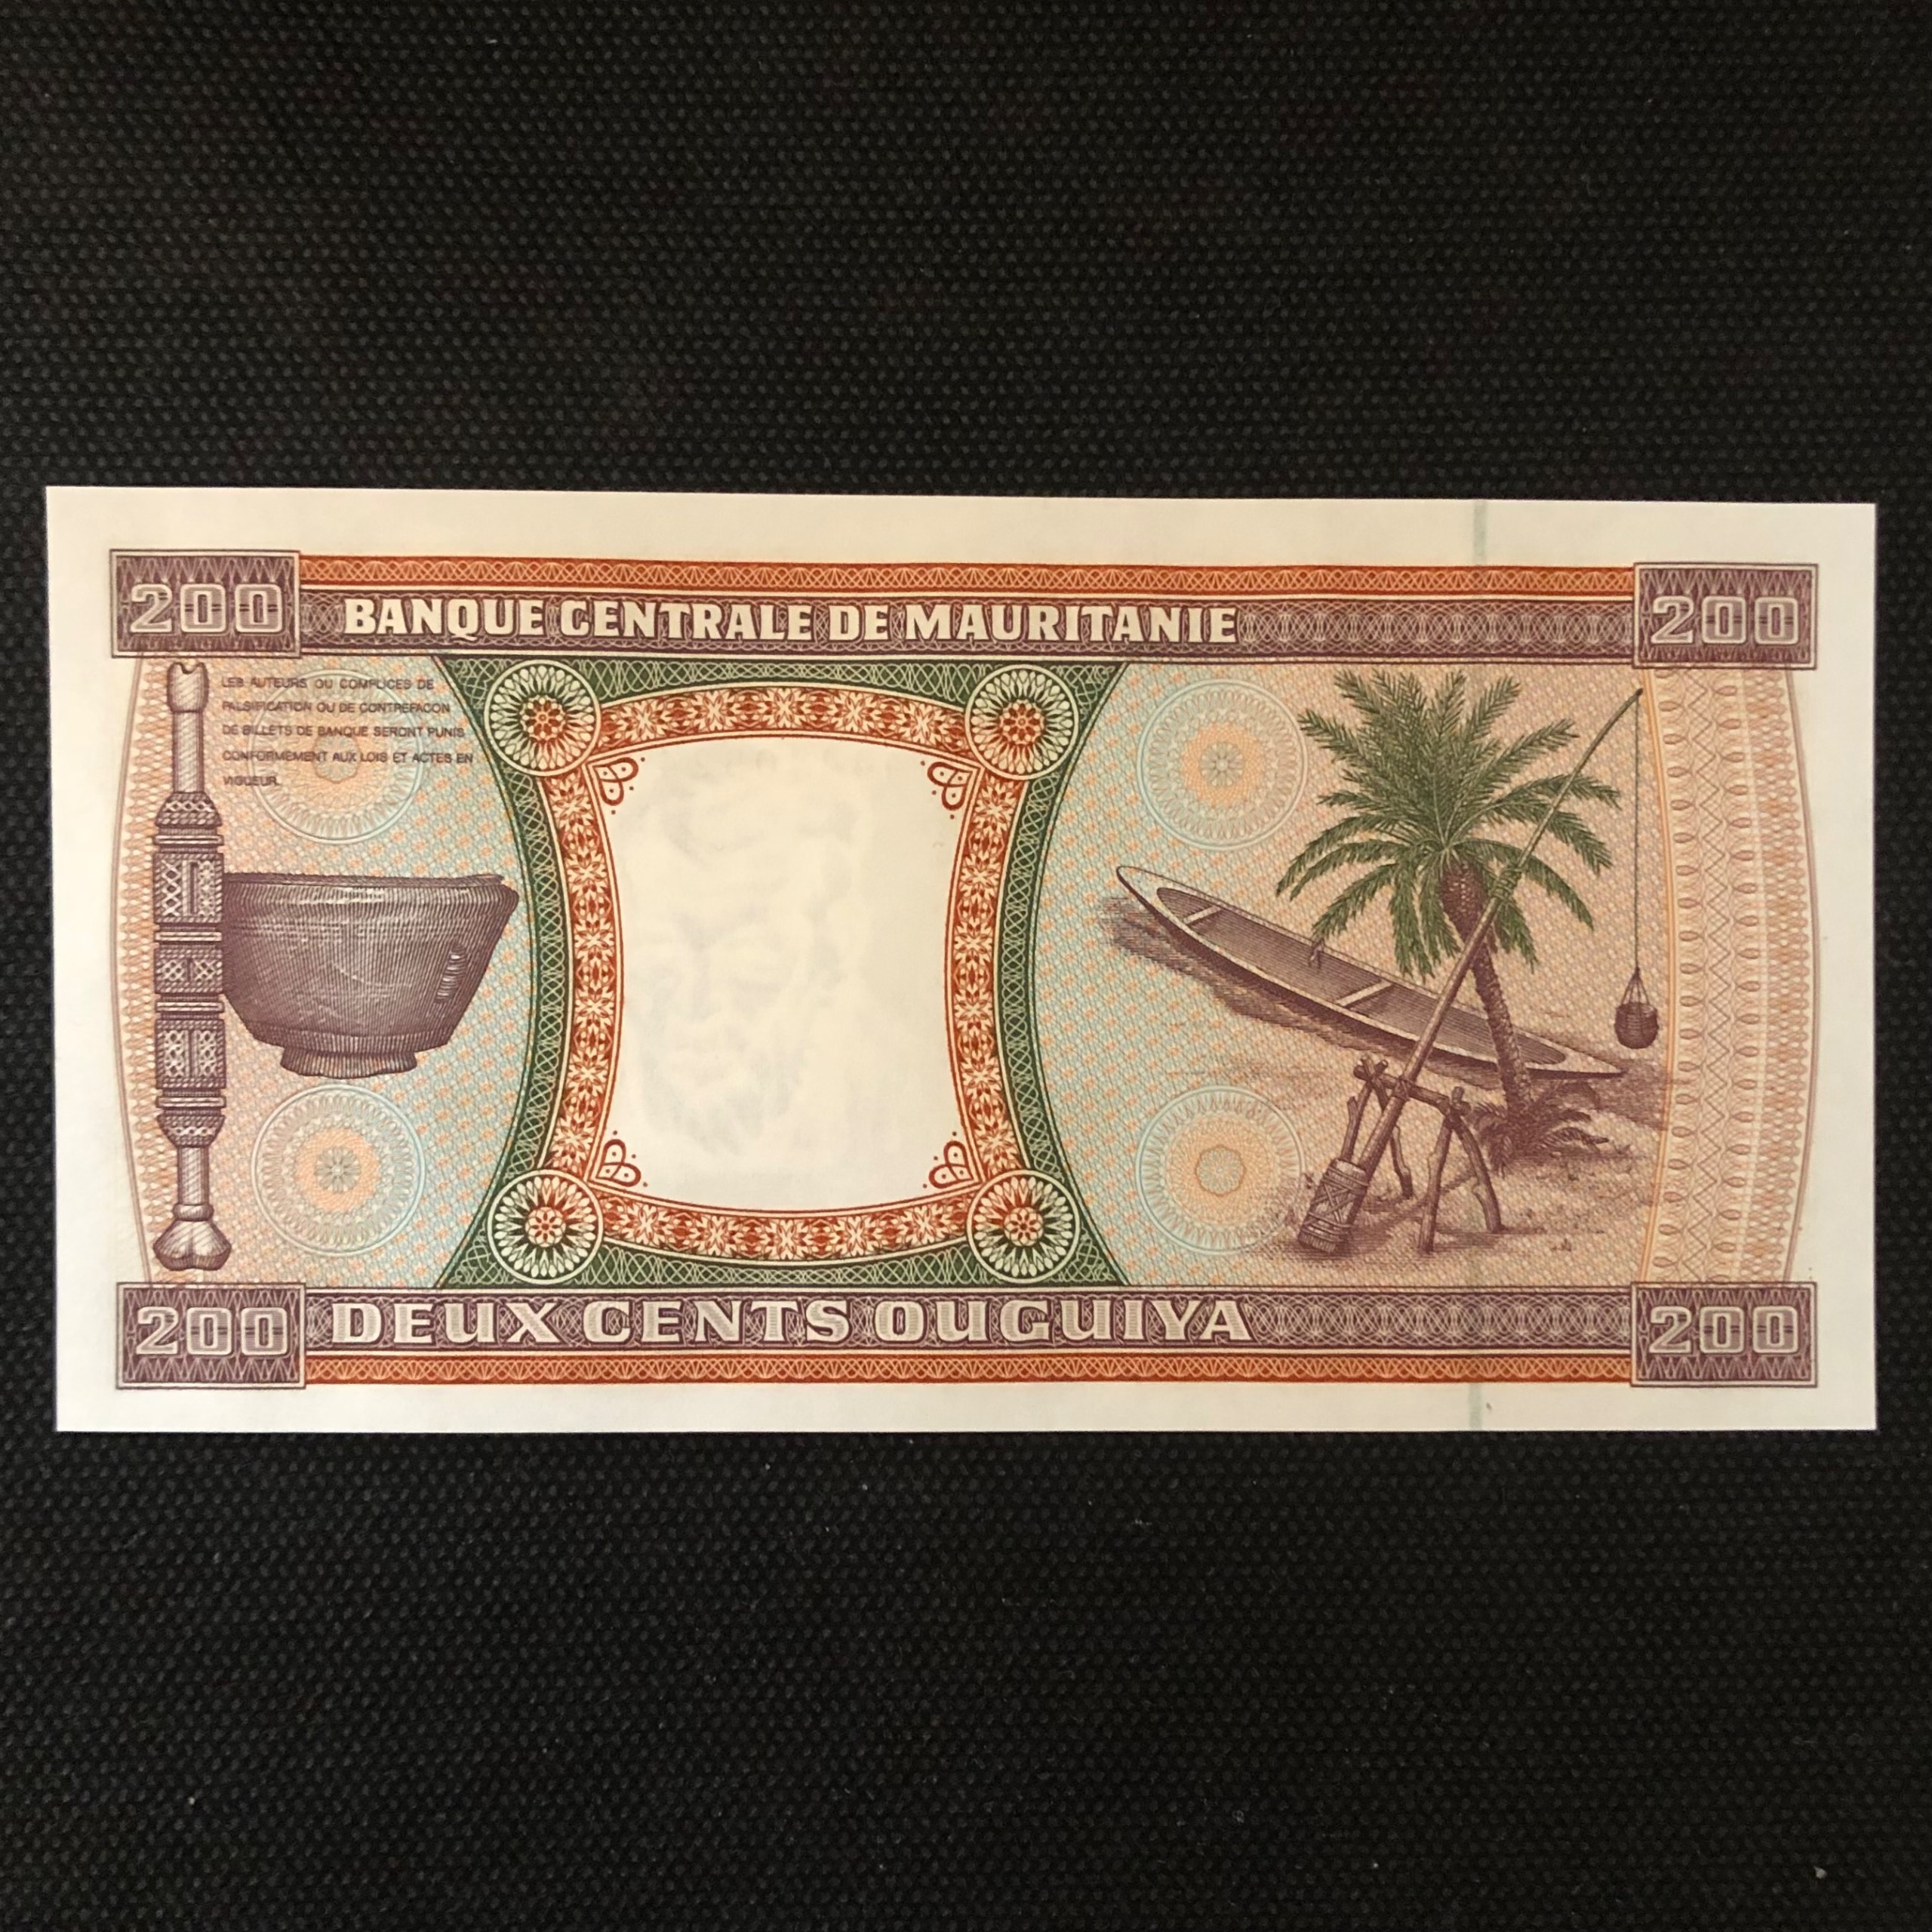 200 BANQUE CENTRALE DE MAURITANIE 200
LES AUTEURS OU COMPLICES DE
FALSIFICATION OU DE CONTREFACON
DE BILLETS DE BANQUE SERONT PUNIS
CONFORMEMENT AUX LOIS ET ACTES EN
VIGUEUR.
200 DEUX CENTS OUGUIYA 200